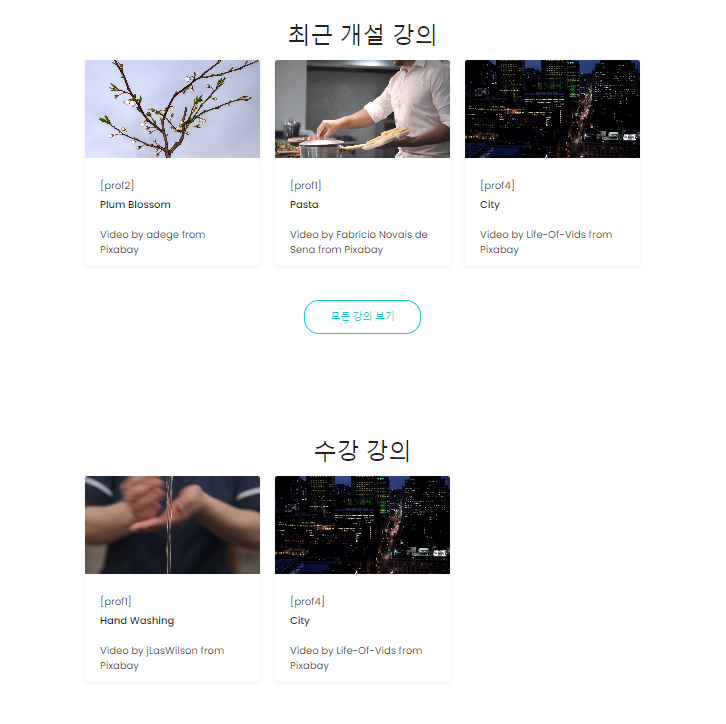 최근 개설 강의
[prof2]
Plum Blossom
Video by adege from
Pixabay
[prof1]
Pasta
Video by Fabricio Novais de
Sena from Pixabay
[prof4]
City
Video by Life-Of-Vids from
Pixabay
모든 강의 보기
수강 강의
[prof1]
Hand Washing
Video by jLasWilson from
Pixabay
[prof4]
City
Video by Life-Of-Vids from
Pixabay